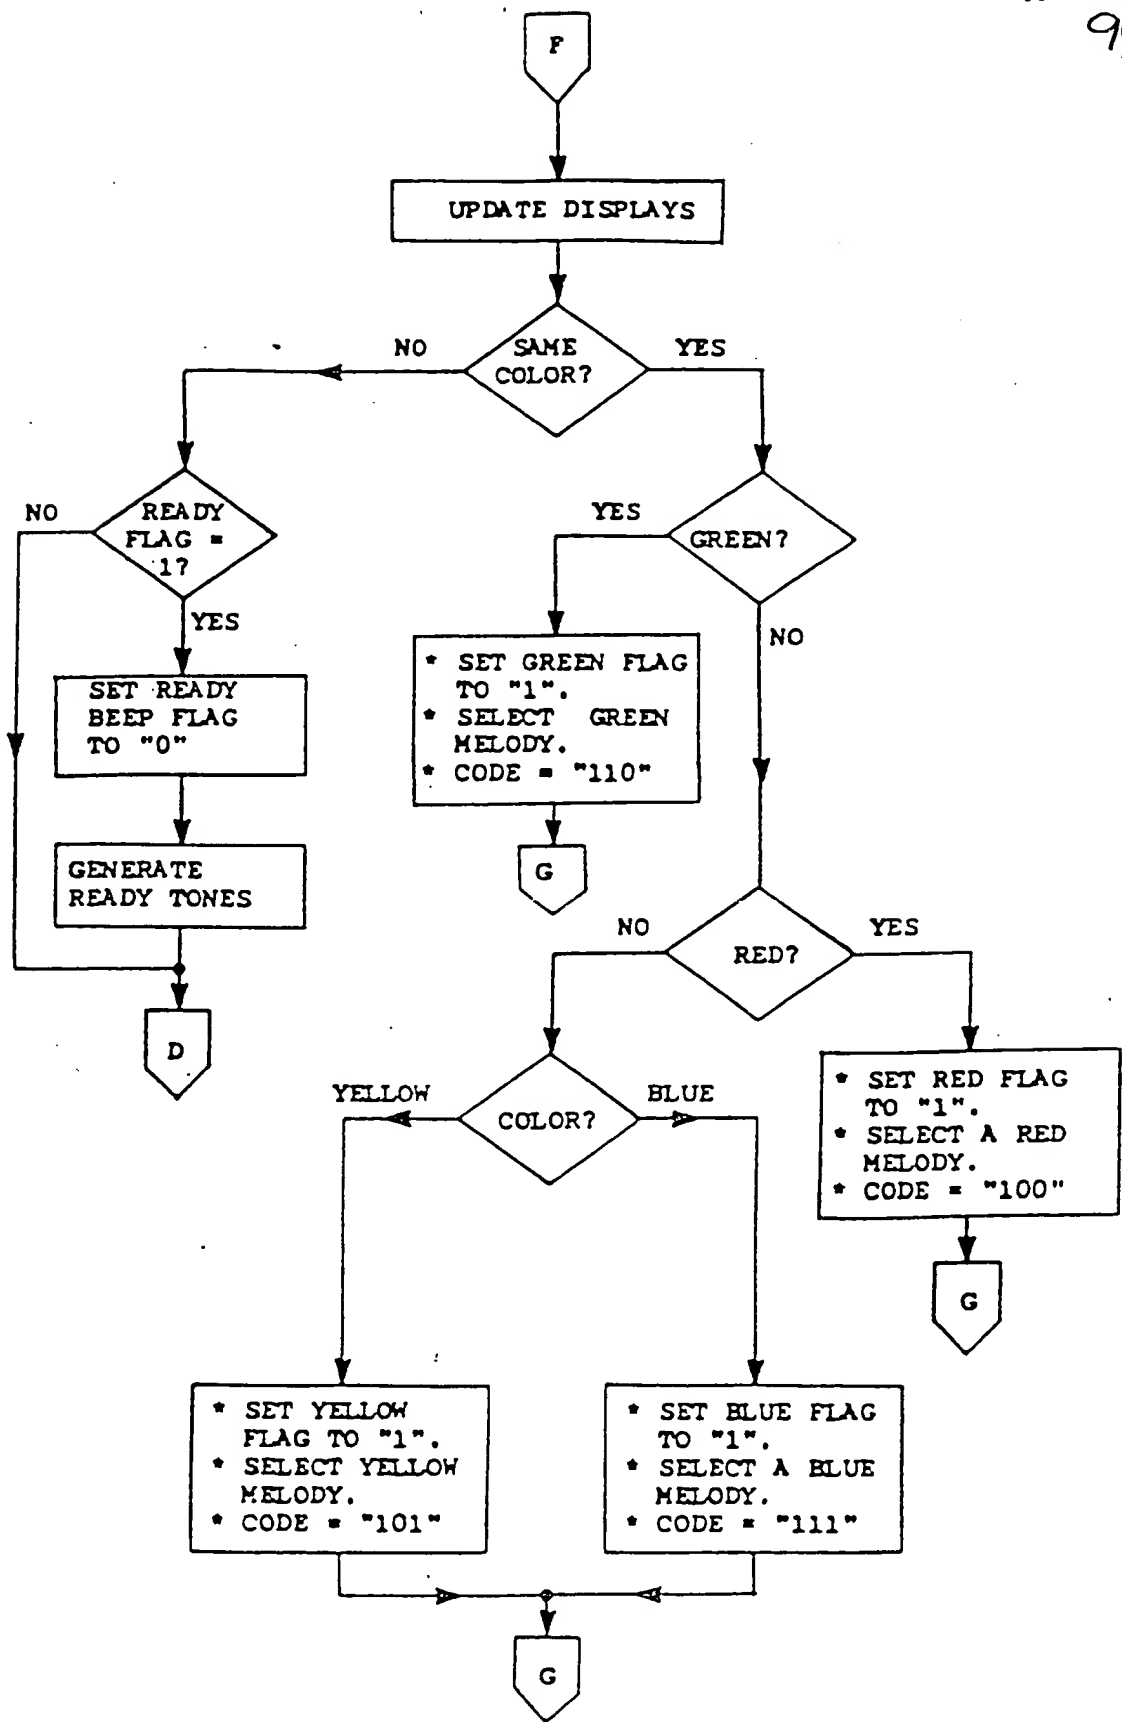 F
UPDATE DISPLAYS
NO
SAME
COLOR?
YES
NO
READY
FLAG =
1?
YES
GREEN?
YES
NO
SET READY
BEEP FLAG
TO "0"
* SET GREEN FLAG
TO "1".
* SELECT GREEN
MELODY.
* CODE = "110"
GENERATE
READY TONES
G
NO
RED?
YES
D
YELLOW
COLOR?
BLUE
* SET RED FLAG
TO "1".
* SELECT A RED
MELODY.
* CODE = "100"
G
* SET YELLOW
FLAG TO "1".
* SELECT YELLOW
MELODY.
* CODE = "101"
* SET BLUE FLAG
TO "1".
* SELECT A BLUE
MELODY.
* CODE = "111"
G